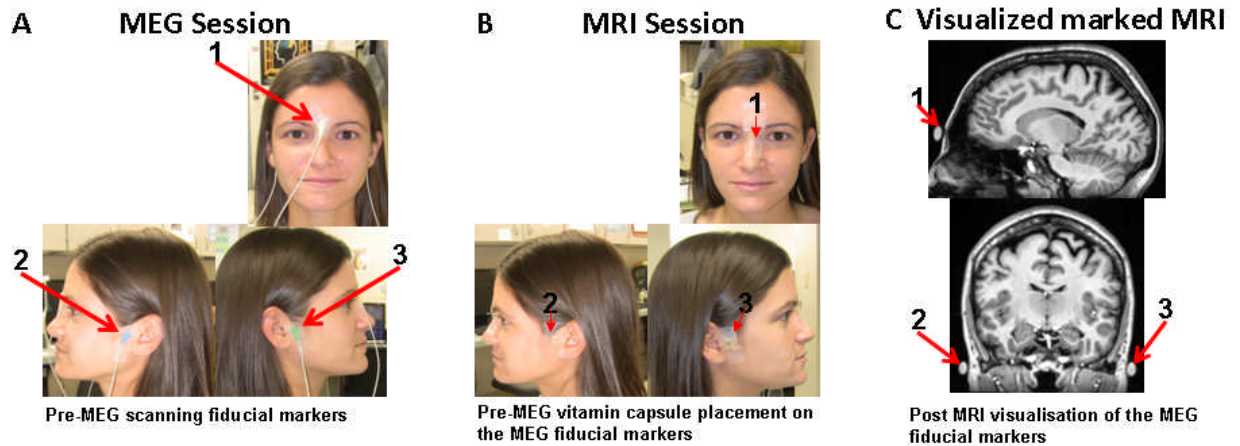 A MEG Session
1
2
3
Pre-MEG scanning fiducial markers
B MRI Session
1
2
3
Pre-MEG vitamin capsule placement on
the MEG fiducial markers
C Visualized marked MRI
1
2
3
Post MRI visualisation of the MEG
fiducial markers